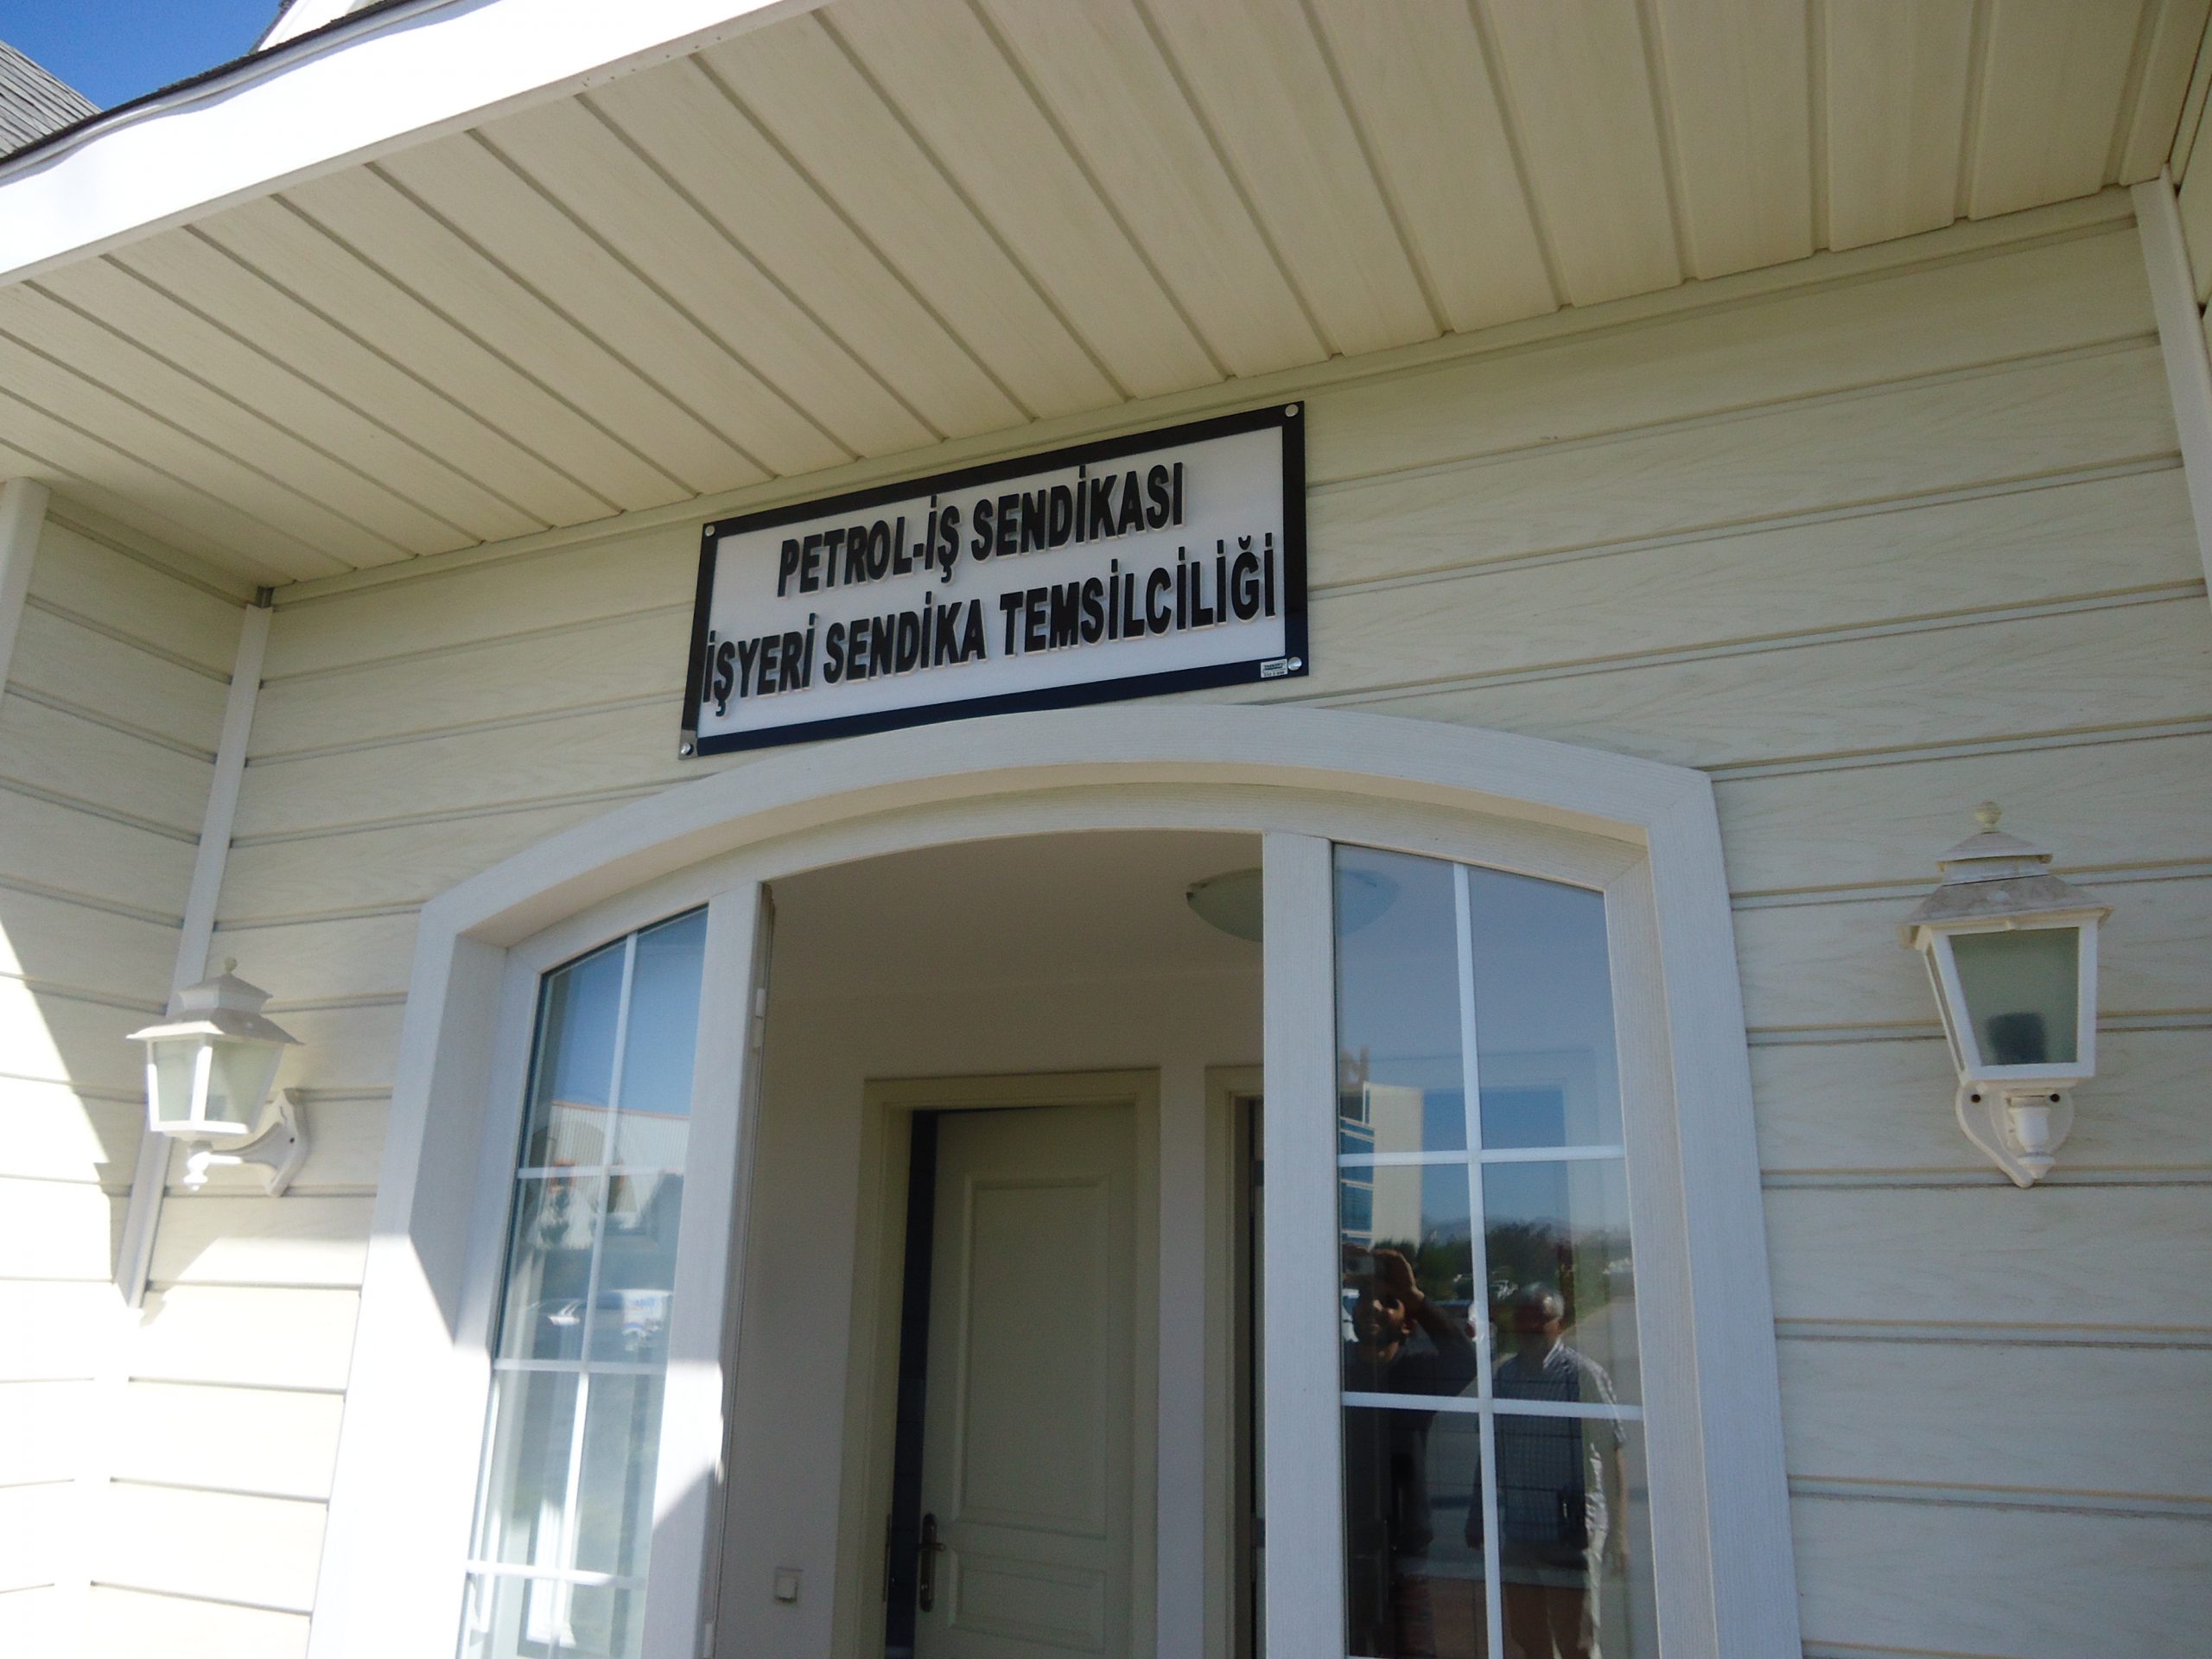 PETROL-İŞ SENDİKASI
İŞYERİ SENDİKA TEMSİLCİLİĞİ